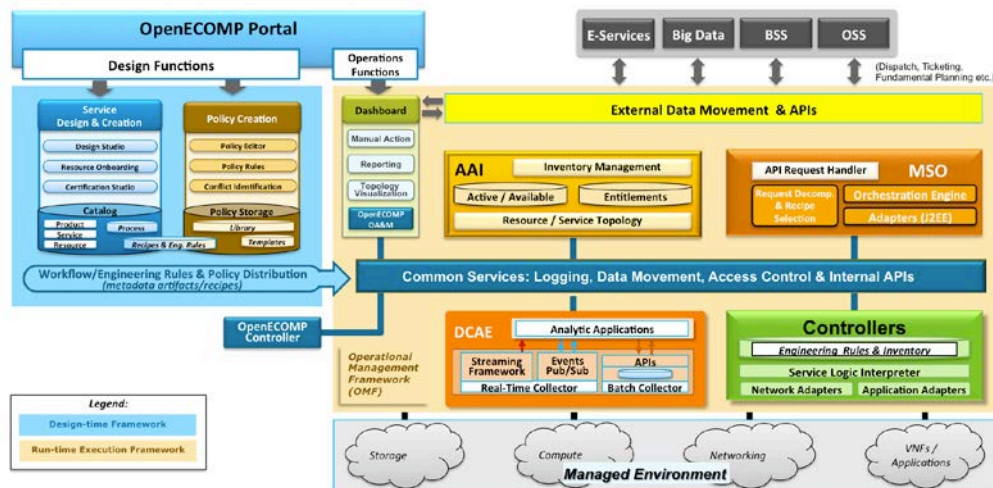 OpenECOMP Portal
Design Functions
Operations
Functions
E-Services
Big Data
BSS
OSS
(Dispatch, Ticketing,
Fundamental Planning etc.)
Service
Design & Creation
Design Studio
Resource Onboarding
Certification Studio
Catalog
Product
Service
Resource
Process
Recipes & Eng. Rules
Policy Creation
Policy Editor
Policy Rules
Conflict Identification
Policy Storage
Library
Templates
Dashboard
Manual Action
Reporting
Topology
Visualization
OpenECOMP
OA&M
External Data Movement & APIs
AAI
Inventory Management
Active / Available
Entitlements
Resource / Service Topology
API Request Handler
MSO
Request Decomp.
& Recipe
Selection
Orchestration Engine
Adapters (J2EE)
Workflow/Engineering Rules & Policy Distribution
(metadata artifacts/recipes)
Common Services: Logging, Data Movement, Access Control & Internal APIs
OpenECOMP
Controller
Operational
Management
Framework
(OMF)
DCAE
Analytic Applications
Streaming
Framework
Events
Pub/Sub
APIs
Real-Time Collector
Batch Collector
Controllers
Engineering Rules & Inventory
Service Logic Interpreter
Network Adapters
Application Adapters
Legend:
Design-time Framework
Run-time Execution Framework
Storage
Compute
Networking
VNFs /
Applications
Managed Environment